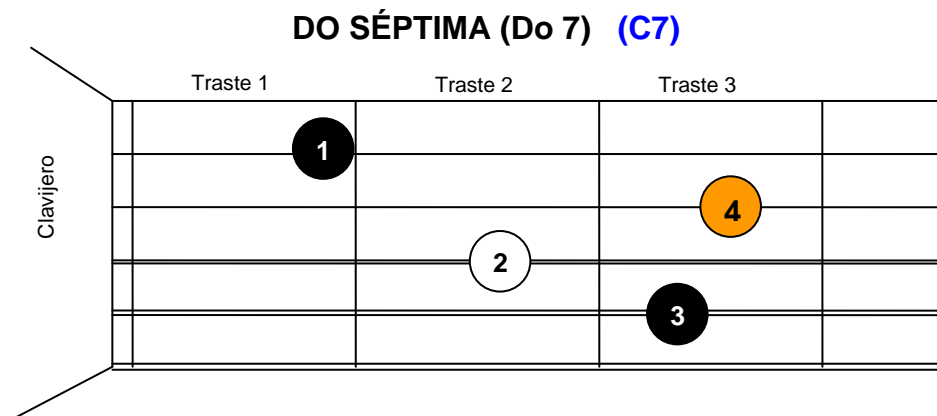 DO SÉPTIMA (Do 7) (C7)
Traste 1 Traste 2 Traste 3
Clavijero
1
4
2
3